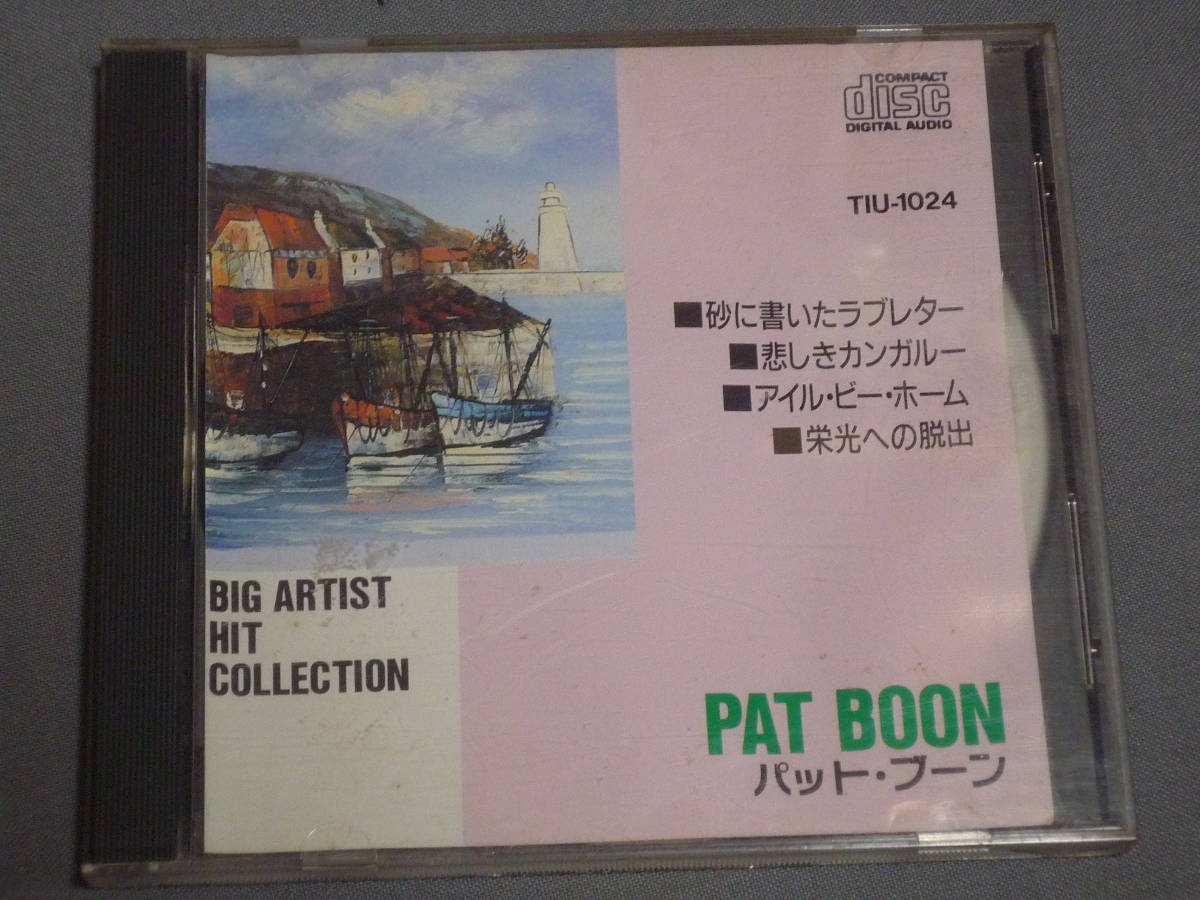 COMPACT
disc
DIGITAL AUDIO
TIU-1024
■砂に書いたラブレター
■悲しきカンガルー
■アイル・ビー・ホーム
■栄光への脱出
BIG ARTIST
HIT
COLLECTION
PAT BOON
パット・ブーン